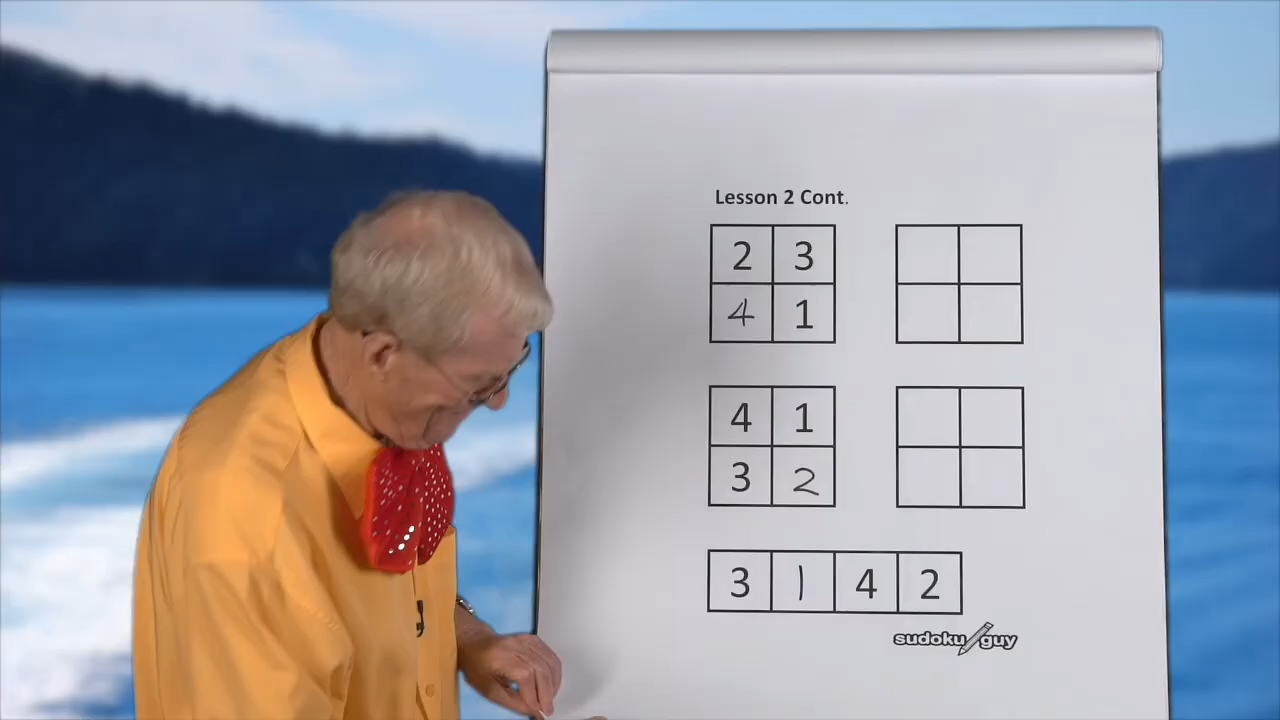 Lesson 2 Cont.
2 3
4 1
4 1
3 2
3 1 4 2
sudoku guy